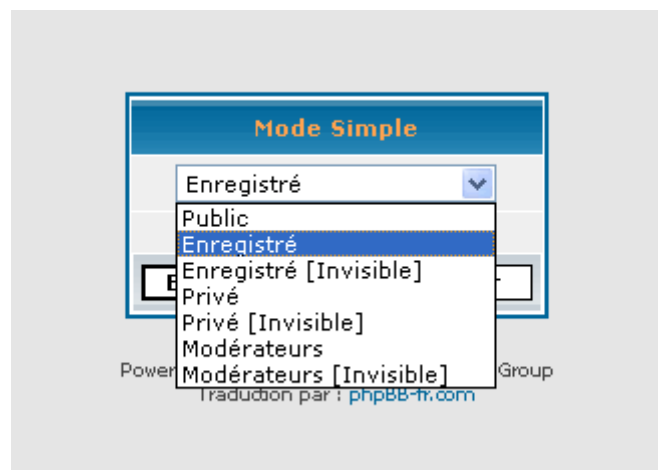 Mode Simple
Enregistré
Public
Enregistré
Enregistré [Invisible]
Privé
Privé [Invisible]
Modérateurs
Modérateurs [Invisible]
Group
Traduction par : phpBB-fr.com